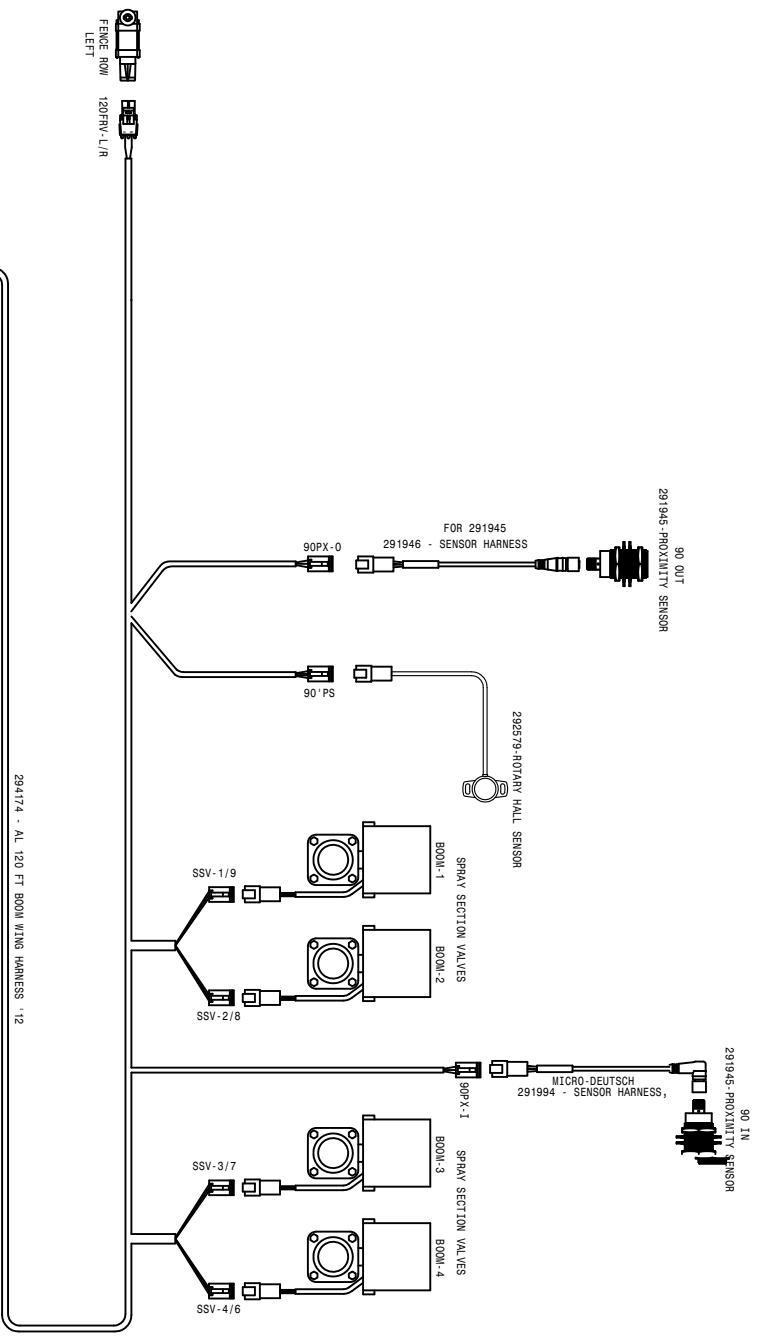 FENCE ROW
LEFT
120FRV-L/R
90 OUT
291945-PROXIMITY SENSOR
FOR 291945
291946 - SENSOR HARNESS
90PX-O
90'PS
292579-ROTARY HALL SENSOR
SPRAY SECTION VALVES
BOOM-1
BOOM-2
SSV-1/9
SSV-2/8
90 IN
291945-PROXIMITY SENSOR
MICRO-DEUTSCH
291994 - SENSOR HARNESS,
90PX-I
SPRAY SECTION VALVES
BOOM-3
BOOM-4
SSV-3/7
SSV-4/6
294174 - AL 120 FT BOOM WING HARNESS '12